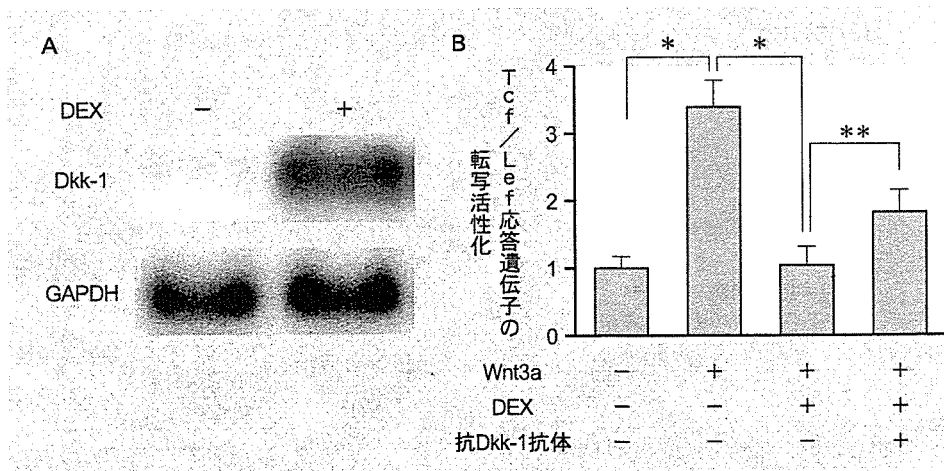 A
DEX − +
Dkk-1
GAPDH
B
* *
**
Tcf／Lef応答遺伝子の
転写活性化
4
3
2
1
0
Wnt3a − + + +
DEX − − + +
抗Dkk-1抗体 − − − +